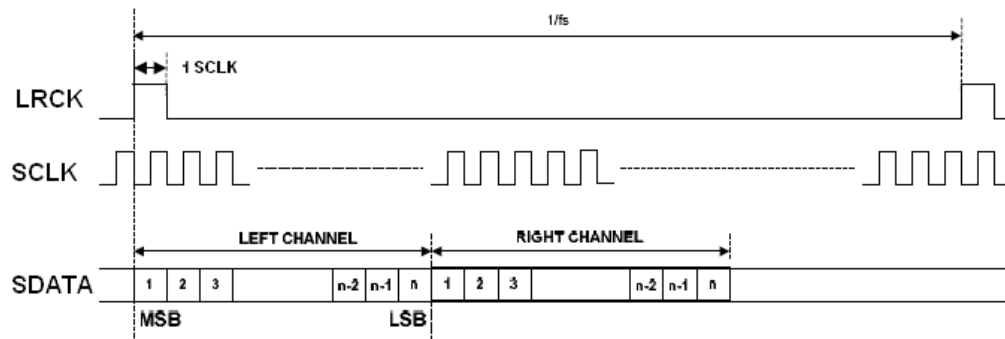 1/fs
1 SCLK
LRCK
SCLK
LEFT CHANNEL RIGHT CHANNEL
SDATA 1 2 3 n-2 n-1 n 1 2 3 n-2 n-1 n
MSB LSB